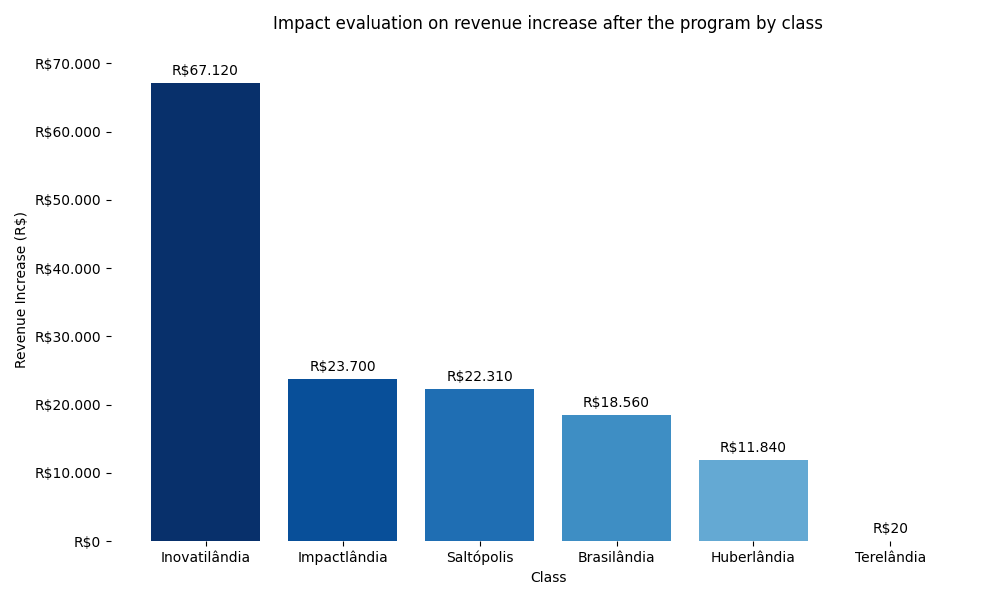 Impact evaluation on revenue increase after the program by class
R$70.000
R$60.000
R$50.000
R$40.000
R$30.000
R$20.000
R$10.000
R$0
Revenue Increase (R$)
R$67.120
R$23.700
R$22.310
R$18.560
R$11.840
R$20
Inovatilândia
Impactlândia
Saltópolis
Brasilândia
Huberlândia
Terelândia
Class